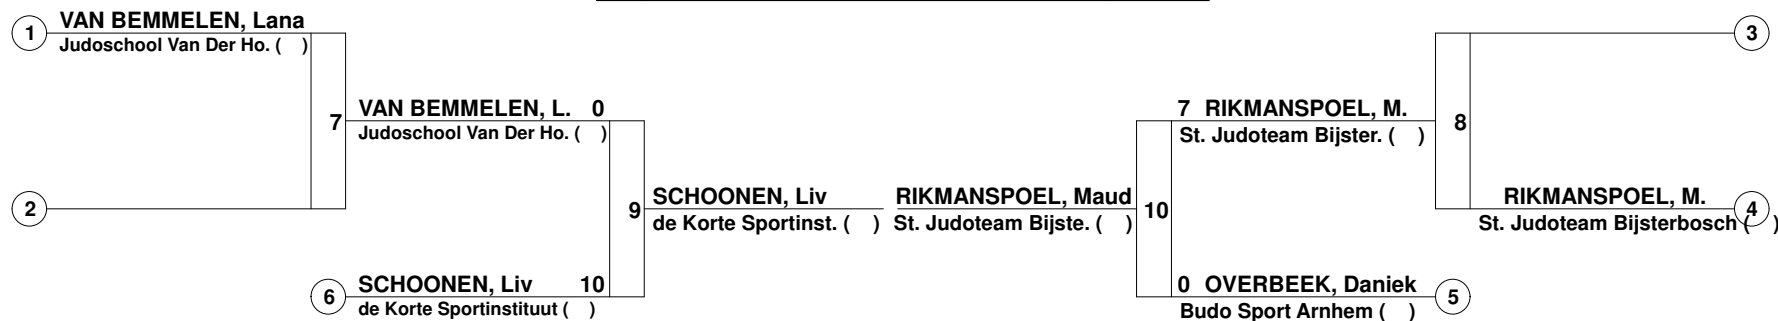 1 VAN BEMMELEN, Lana
Judoschool Van Der Ho. ( )
3
7 VAN BEMMELEN, L. 0
Judoschool Van Der Ho. ( )
7 RIKMANSPOEL, M. 8
St. Judoteam Bijster. ( )
2
9 SCHOONEN, Liv
de Korte Sportinst. ( )
RIKMANSPOEL, Maud 10
St. Judoteam Bijste. ( )
RIKMANSPOEL, M. 4
St. Judoteam Bijsterbosch ( )
6 SCHOONEN, Liv 10
de Korte Sportinstituut ( )
0 OVERBEEK, Daniek 5
Budo Sport Arnhem ( )